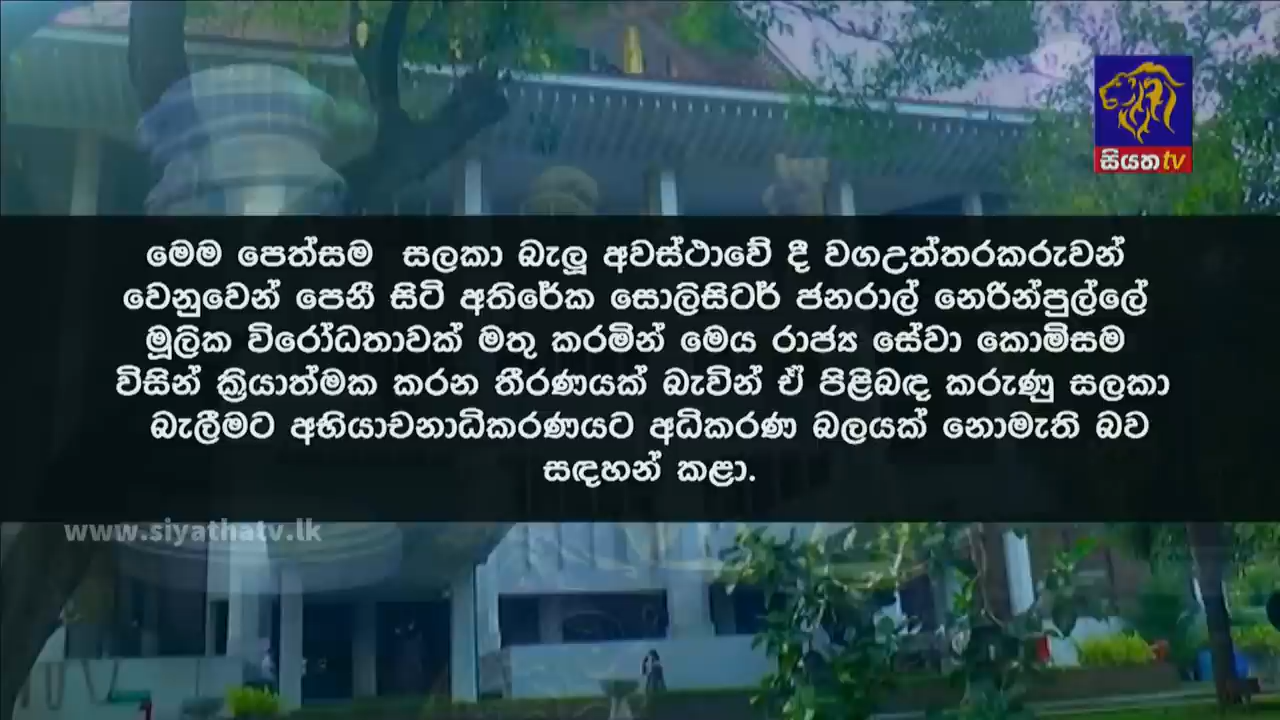 සියත tv
මෙම පෙත්සම සලකා බැලූ අවස්ථාවේ දී වගඋත්තරකරුවන්
වෙනුවෙන් පෙනී සිටි අතිරේක සොලිසිටර් ජනරාල් නෙරින්පුල්ලේ
මූලික විරෝධතාවක් මතු කරමින් මෙය රාජ්‍ය සේවා කොමිසම
විසින් ක්‍රියාත්මක කරන තීරණයක් බැවින් ඒ පිළිබඳ කරුණු සලකා
බැලීමට අභියාචනාධිකරණයට අධිකරණ බලයක් නොමැති බව
සඳහන් කළා.
www.siyathatv.lk